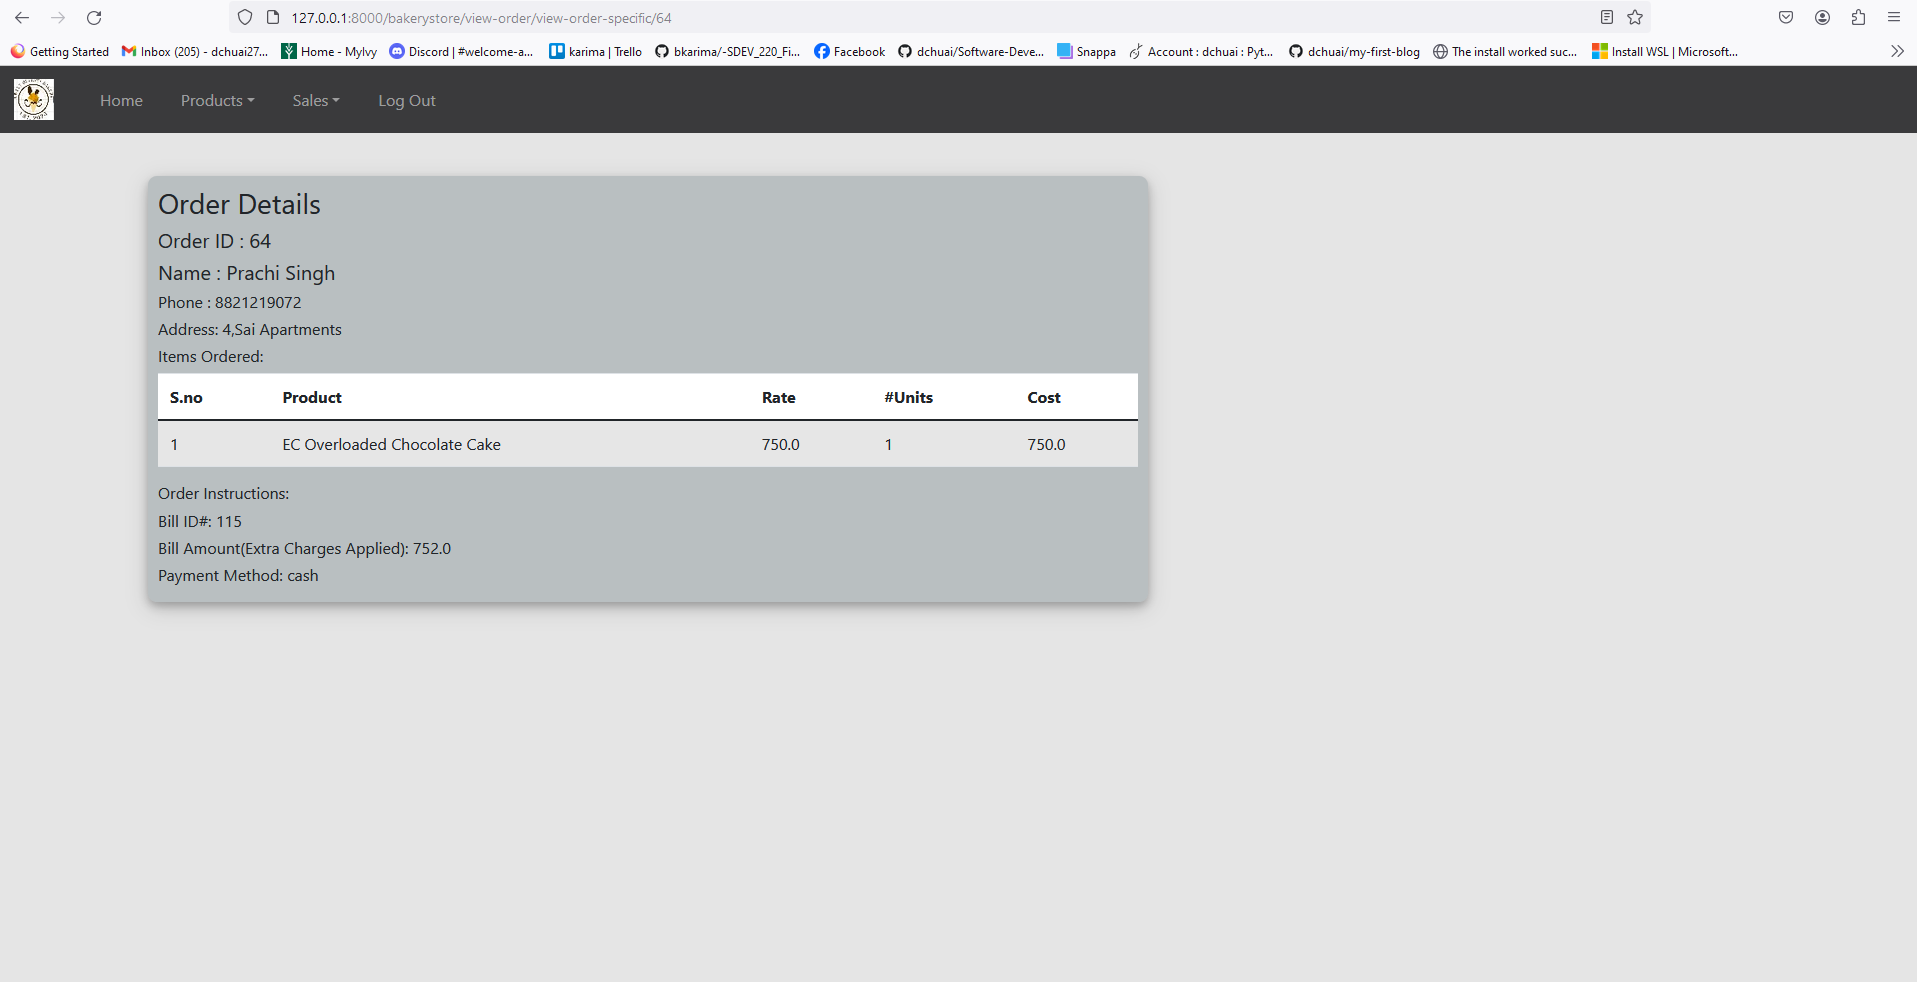 127.0.0.1:8000/bakerystore/view-order/view-order-specific/64
Getting Started Inbox (205) - dchuai27... Home - MyIvy Discord | #welcome-a... karima | Trello bkarima/-SDEV_220_Fi... Facebook dchuai/Software-Deve... Snappa Account : dchuai : Pyt... dchuai/my-first-blog The install worked suc... Install WSL | Microsoft...
Home Products Sales Log Out
Order Details
Order ID : 64
Name : Prachi Singh
Phone : 8821219072
Address: 4,Sai Apartments
Items Ordered:
S.no Product Rate #Units Cost
1 EC Overloaded Chocolate Cake 750.0 1 750.0
Order Instructions:
Bill ID#: 115
Bill Amount(Extra Charges Applied): 752.0
Payment Method: cash